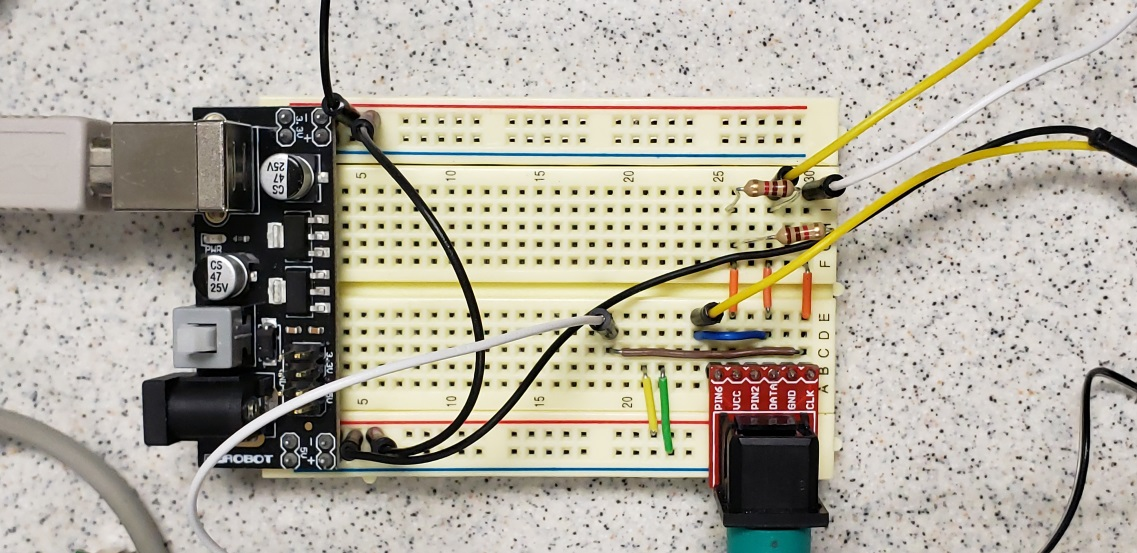 3.3V
CS
47
25V
PWR
CS
47
25V
3.3V
5V
5V
ROBOT
5
10
15
20
25
30
F
E
D
C
B
A
5
10
15
20
PIN6
VCC
PIN2
DATA
GND
CLK